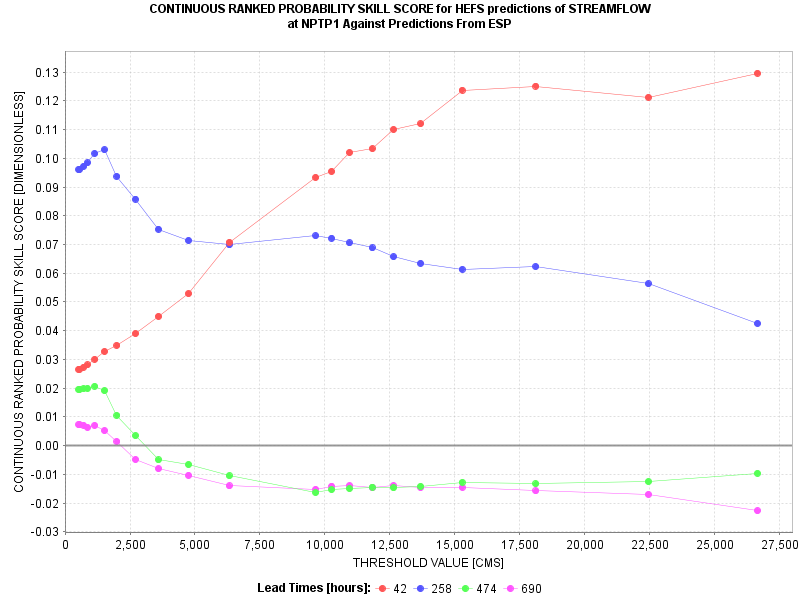 CONTINUOUS RANKED PROBABILITY SKILL SCORE for HEFS predictions of STREAMFLOW
at NPTP1 Against Predictions From ESP
CONTINUOUS RANKED PROBABILITY SKILL SCORE [DIMENSIONLESS]
0.13
0.12
0.11
0.10
0.09
0.08
0.07
0.06
0.05
0.04
0.03
0.02
0.01
0.00
-0.01
-0.02
-0.03
0 2,500 5,000 7,500 10,000 12,500 15,000 17,500 20,000 22,500 25,000 27,500
THRESHOLD VALUE [CMS]
Lead Times [hours]: 42 258 474 690